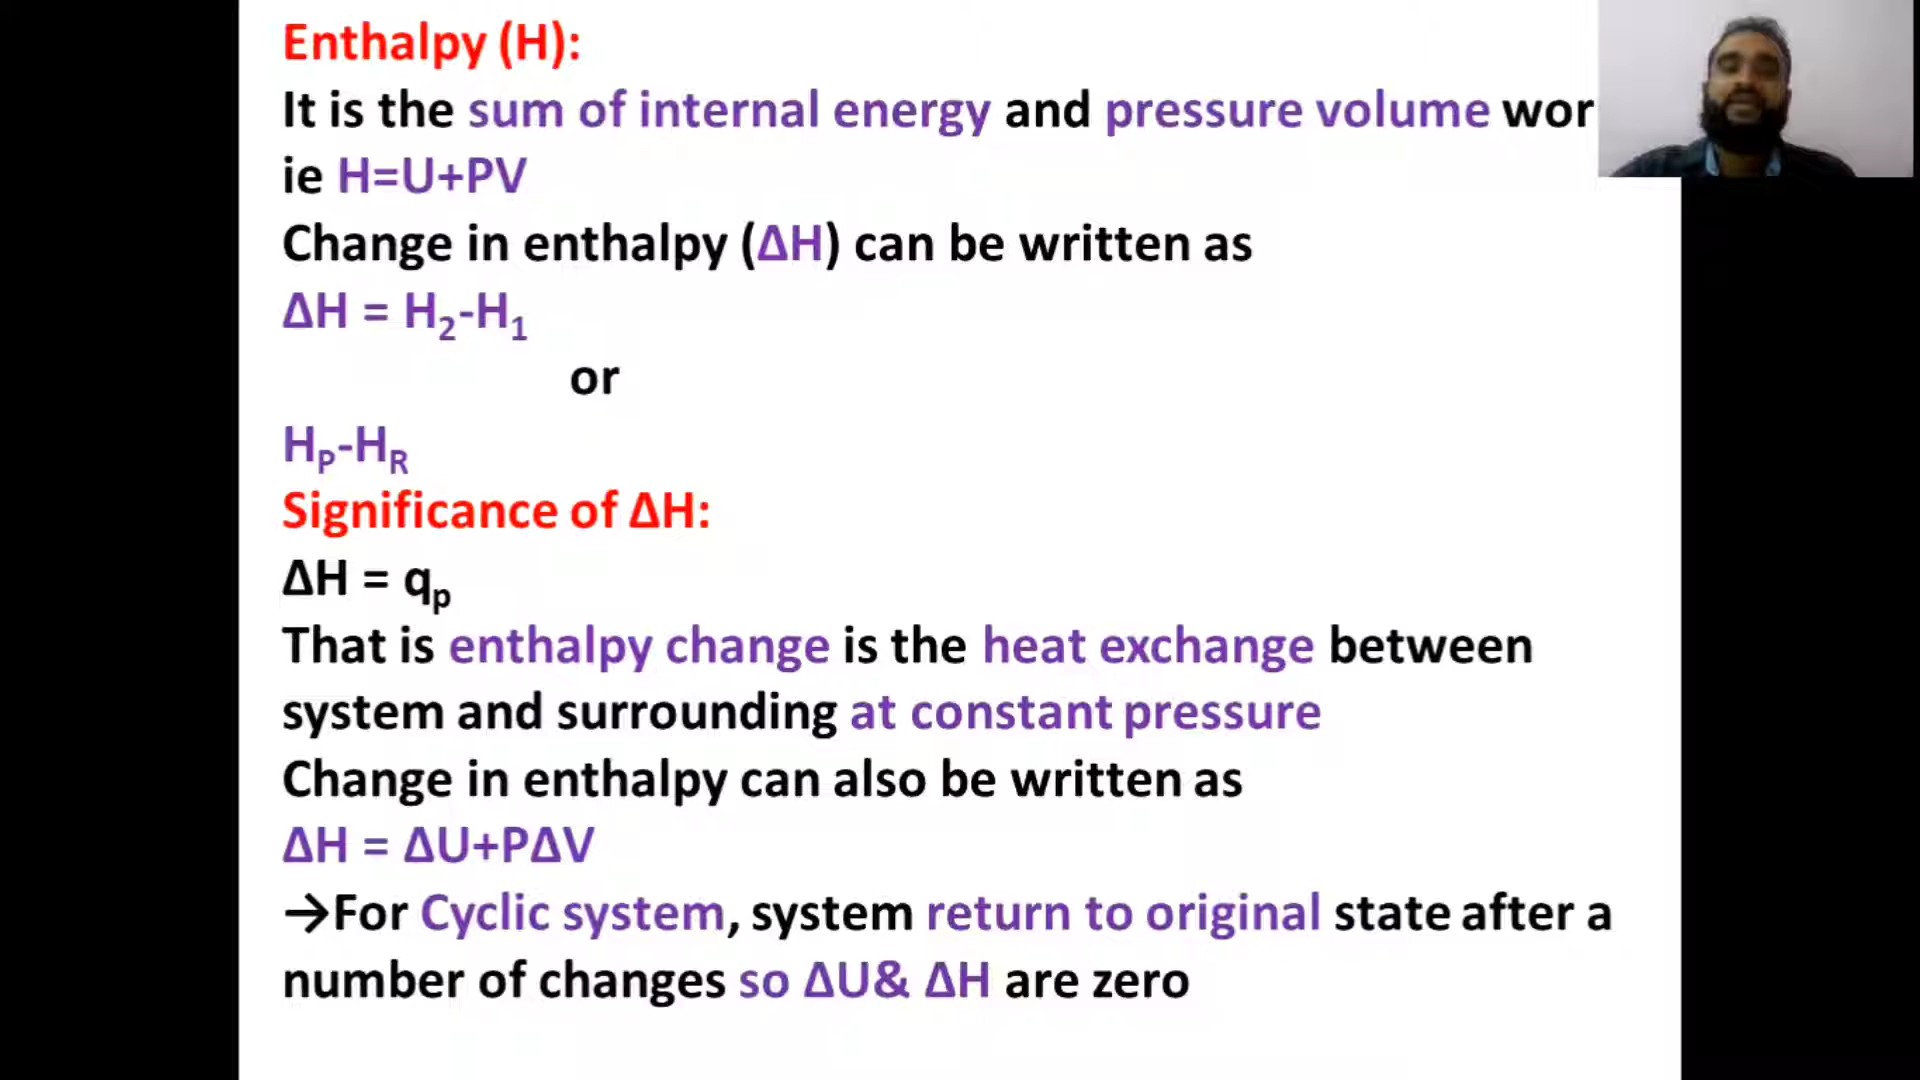 Enthalpy (H):
It is the sum of internal energy and pressure volume wor
ie H=U+PV
Change in enthalpy (ΔH) can be written as
ΔH = H₂-H₁
or
Hₚ-H_R
Significance of ΔH:
ΔH = qₚ
That is enthalpy change is the heat exchange between
system and surrounding at constant pressure
Change in enthalpy can also be written as
ΔH = ΔU+PΔV
→For Cyclic system, system return to original state after a
number of changes so ΔU& ΔH are zero